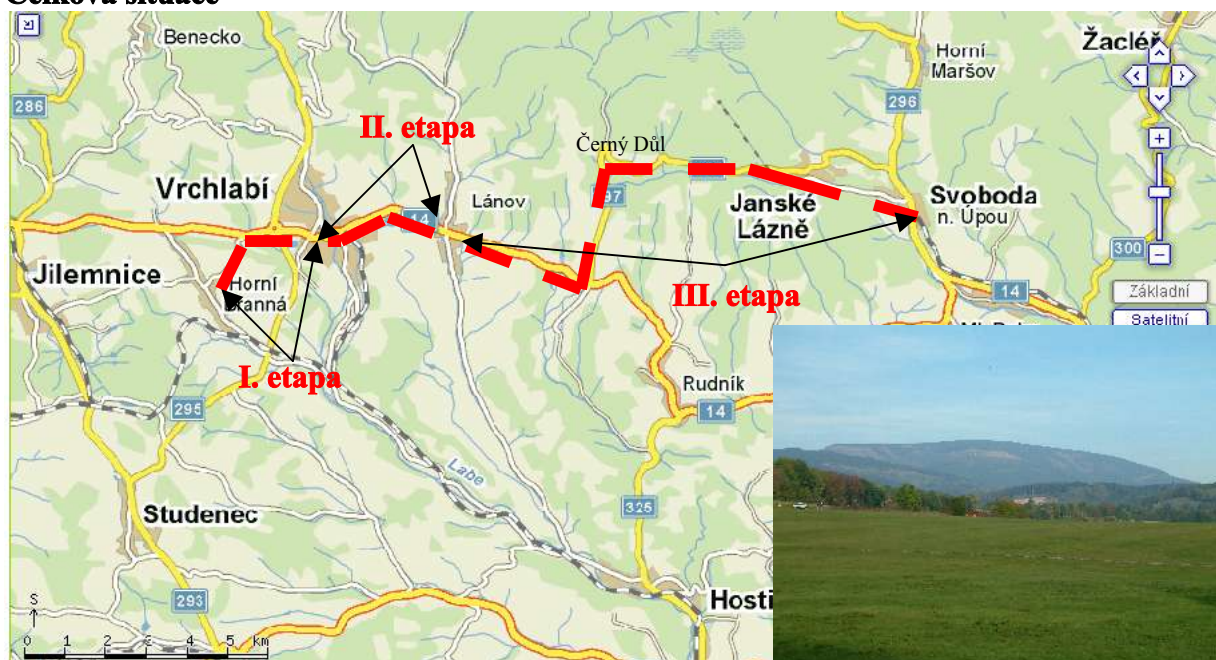 Celková situace
Benecko
Žacléř
Horní
Maršov
286
296
II. etapa
Černý Důl
Vrchlabí
Lánov
14
97
Janské
Lázně
Svoboda
n. Úpou
300
Jilemnice
Horní
Branná
III. etapa
14
Základní
Satelitní
I. etapa
Rudník
295
14
Labe
325
Studenec
293
Hosti
S
0 1 2 3 4 5 km